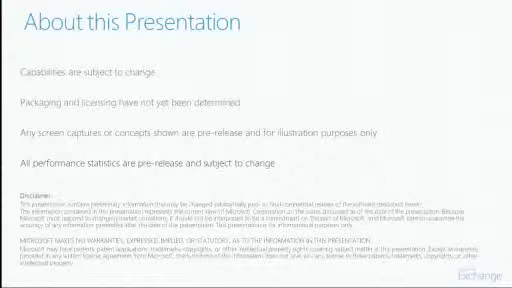 About this Presentation
Capabilities are subject to change
Packaging and licensing have not yet been determined
Any screen captures or concepts shown are pre-release and for illustration purposes only
All performance statistics are pre-release and subject to change
Disclaimer:
This presentation contains preliminary information that may be changed substantially prior to final commercial release of the software described herein.
The information contained in this presentation represents the current view of Microsoft Corporation on the issues discussed as of the date of the presentation. Because
Microsoft must respond to changing market conditions, it should not be interpreted to be a commitment on the part of Microsoft, and Microsoft cannot guarantee the
accuracy of any information presented after the date of the presentation. This presentation is for informational purposes only.
MICROSOFT MAKES NO WARRANTIES, EXPRESSED, IMPLIED, OR STATUTORY, AS TO THE INFORMATION IN THIS PRESENTATION.
Microsoft may have patents, patent applications, trademarks, copyrights, or other intellectual property rights covering subject matter in this presentation. Except as expressly
provided in any written license agreement from Microsoft, the furnishing of this information does not give you any license to these patents, trademarks, copyrights, or other
intellectual property.
Exchange